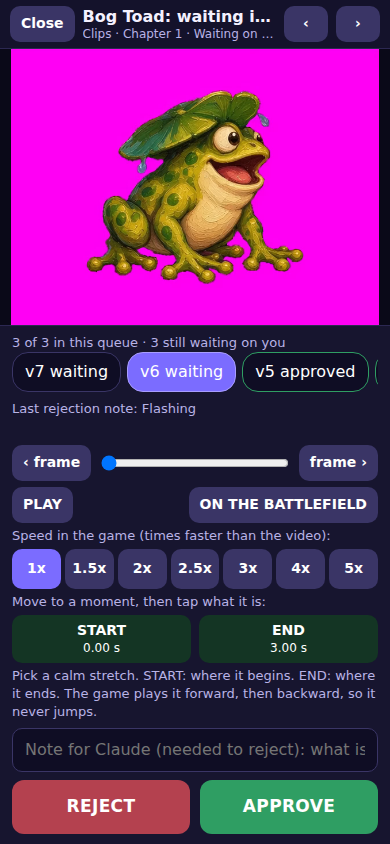 Close
Bog Toad: waiting i...
Clips · Chapter 1 · Waiting on ...
‹
›
3 of 3 in this queue · 3 still waiting on you
v7 waiting
v6 waiting
v5 approved
Last rejection note: Flashing
‹ frame
frame ›
PLAY
ON THE BATTLEFIELD
Speed in the game (times faster than the video):
1x
1.5x
2x
2.5x
3x
4x
5x
Move to a moment, then tap what it is:
START
0.00 s
END
3.00 s
Pick a calm stretch. START: where it begins. END: where
it ends. The game plays it forward, then backward, so it
never jumps.
Note for Claude (needed to reject): what is
REJECT
APPROVE